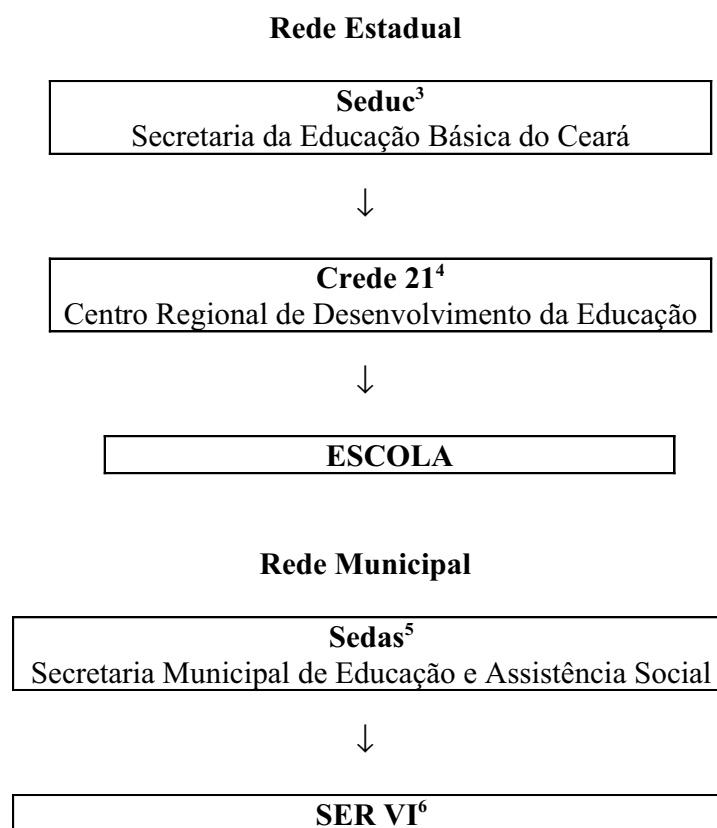 Rede Estadual
Seduc³
Secretaria da Educação Básica do Ceará
↓
Crede 21⁴
Centro Regional de Desenvolvimento da Educação
↓
ESCOLA
Rede Municipal
Sedas⁵
Secretaria Municipal de Educação e Assistência Social
↓
SER VI⁶